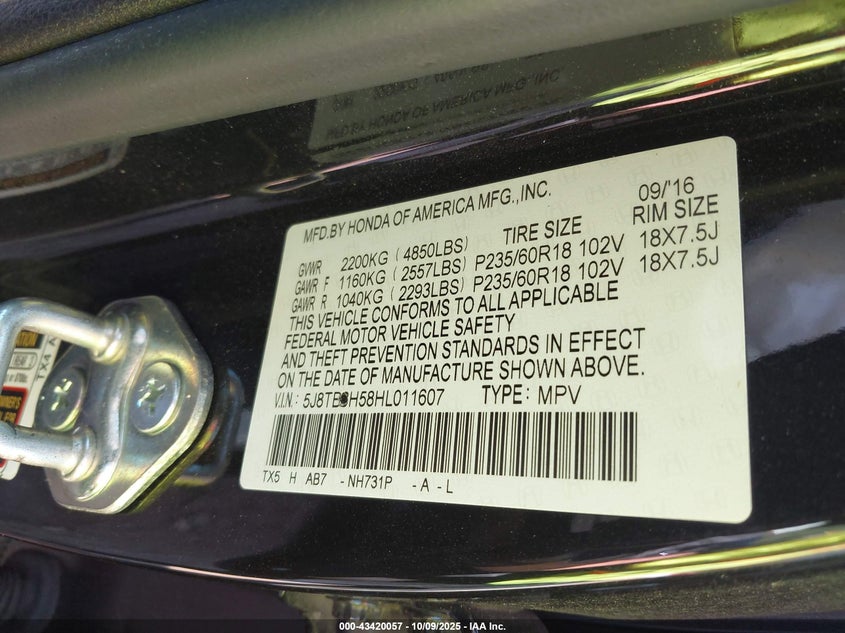 MFD.BY HONDA OF AMERICA MFG.,INC. 09/'16
GVWR 2200KG (4850LBS) TIRE SIZE RIM SIZE
GAWR F 1160KG (2557LBS) P235/60R18 102V 18X7.5J
GAWR R 1040KG (2293LBS) P235/60R18 102V 18X7.5J
THIS VEHICLE CONFORMS TO ALL APPLICABLE
FEDERAL MOTOR VEHICLE SAFETY
AND THEFT PREVENTION STANDARDS IN EFFECT
ON THE DATE OF MANUFACTURE SHOWN ABOVE.
V.I.N.: TYPE: MPV
TX5 H AB7 -NH731P -A -L
TX4 A
000-43420057 - 10/09/2025 - © IAA Inc.